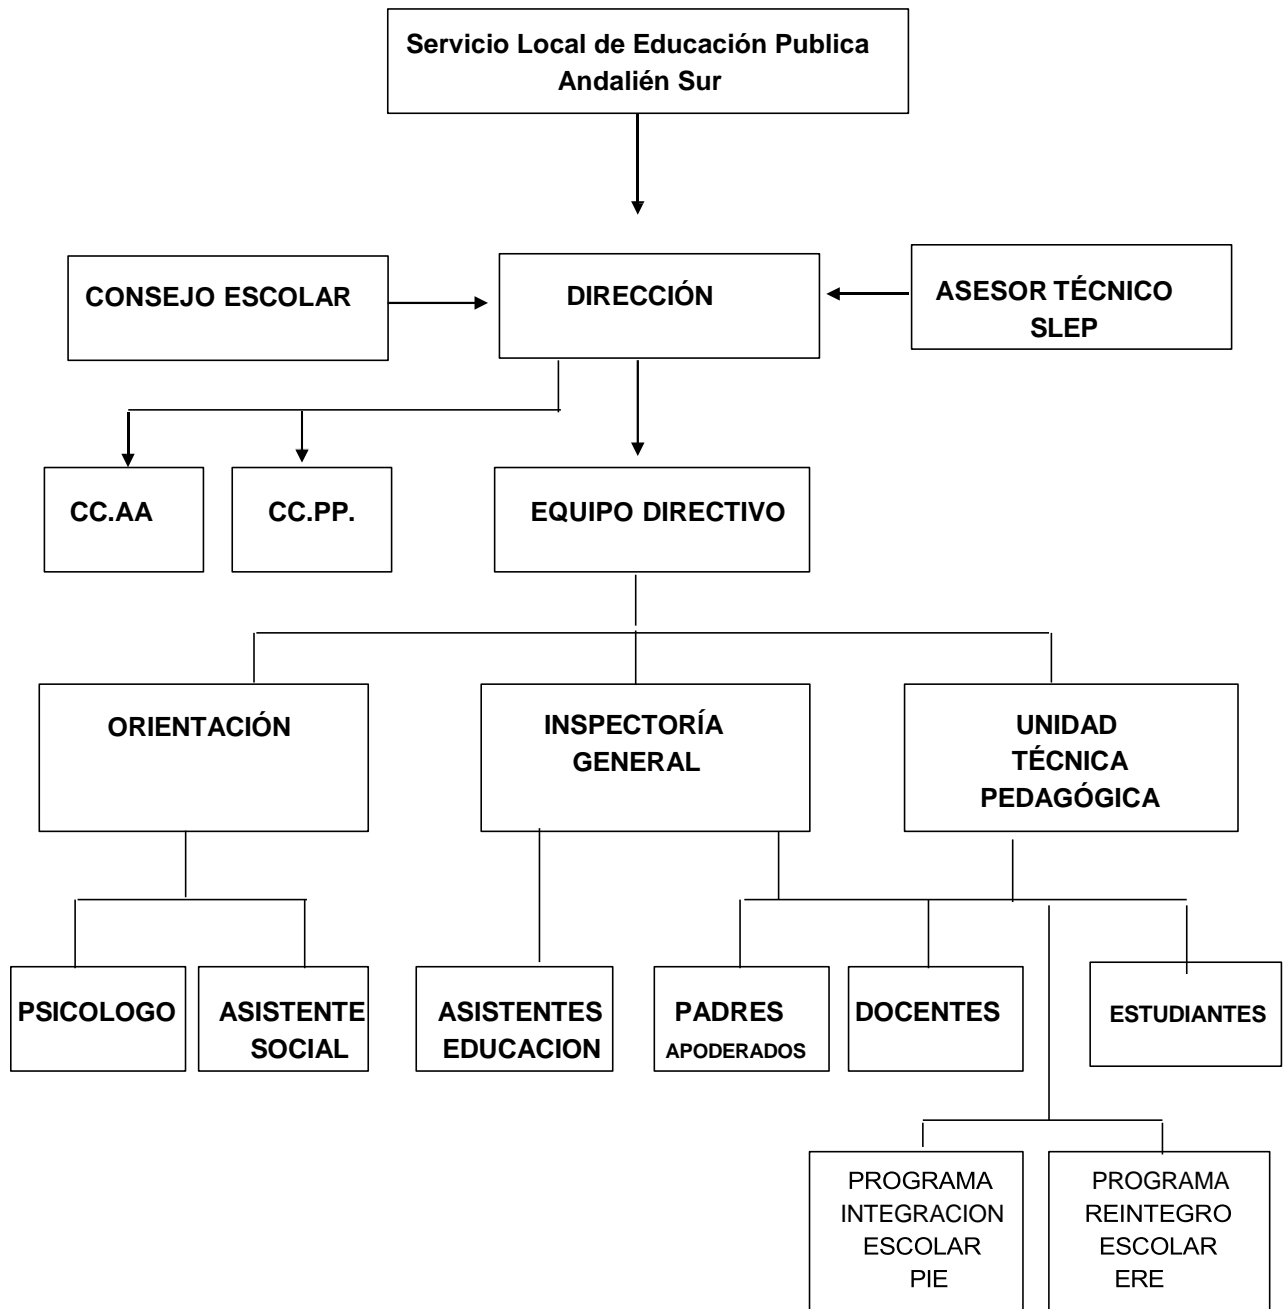 Servicio Local de Educación Publica
Andalién Sur
CONSEJO ESCOLAR
DIRECCIÓN
ASESOR TÉCNICO
SLEP
CC.AA
CC.PP.
EQUIPO DIRECTIVO
ORIENTACIÓN
INSPECTORÍA
GENERAL
UNIDAD
TÉCNICA
PEDAGÓGICA
PSICOLOGO
ASISTENTE
SOCIAL
ASISTENTES
EDUCACION
PADRES
APODERADOS
DOCENTES
ESTUDIANTES
PROGRAMA
INTEGRACION
ESCOLAR
PIE
PROGRAMA
REINTEGRO
ESCOLAR
ERE